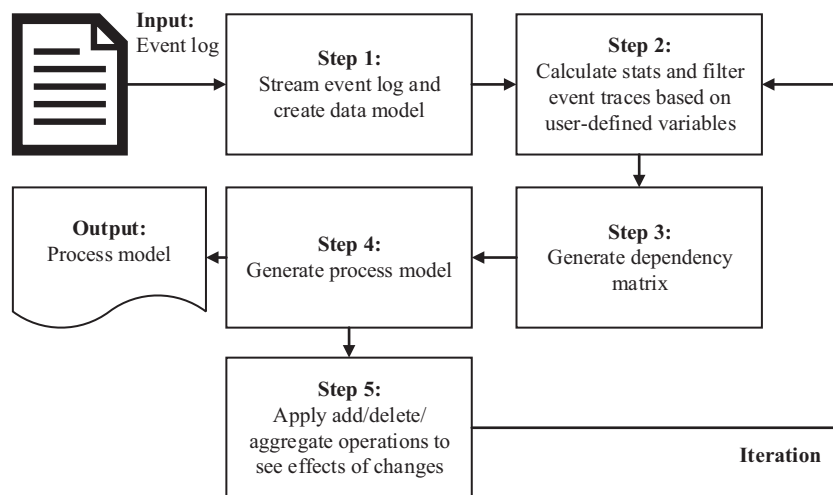 Input:
Event log
Step 1:
Stream event log and
create data model
Step 2:
Calculate stats and filter
event traces based on
user-defined variables
Output:
Process model
Step 4:
Generate process model
Step 3:
Generate dependency
matrix
Step 5:
Apply add/delete/
aggregate operations to
see effects of changes
Iteration